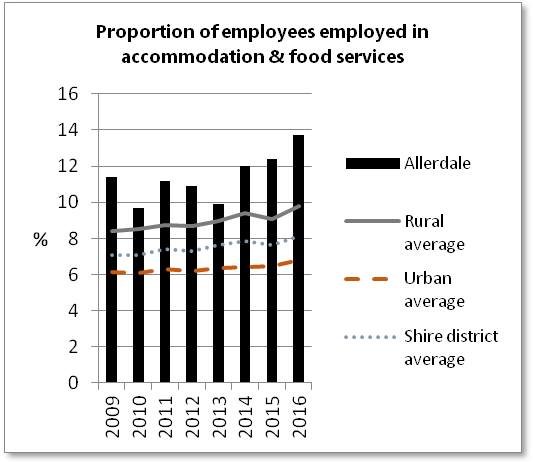 Proportion of employees employed in
accommodation & food services
16
14
12
10
8
6
4
2
0
%
2009
2010
2011
2012
2013
2014
2015
2016
Allerdale
Rural
average
Urban
average
Shire district
average